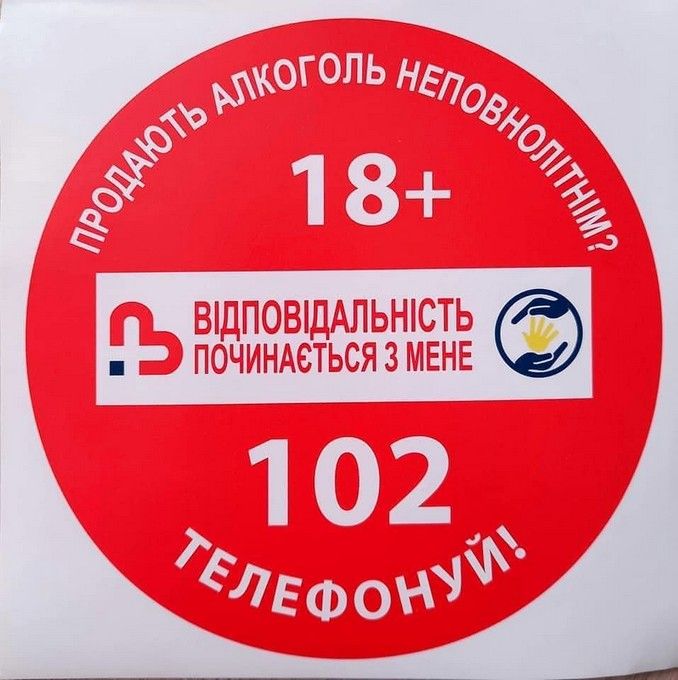 ПРОДАЮТЬ АЛКОГОЛЬ НЕПОВНОЛІТНІМ?
18+
ВІДПОВІДАЛЬНІСТЬ
ПОЧИНАЄТЬСЯ З МЕНЕ
102
ТЕЛЕФОНУЙ!